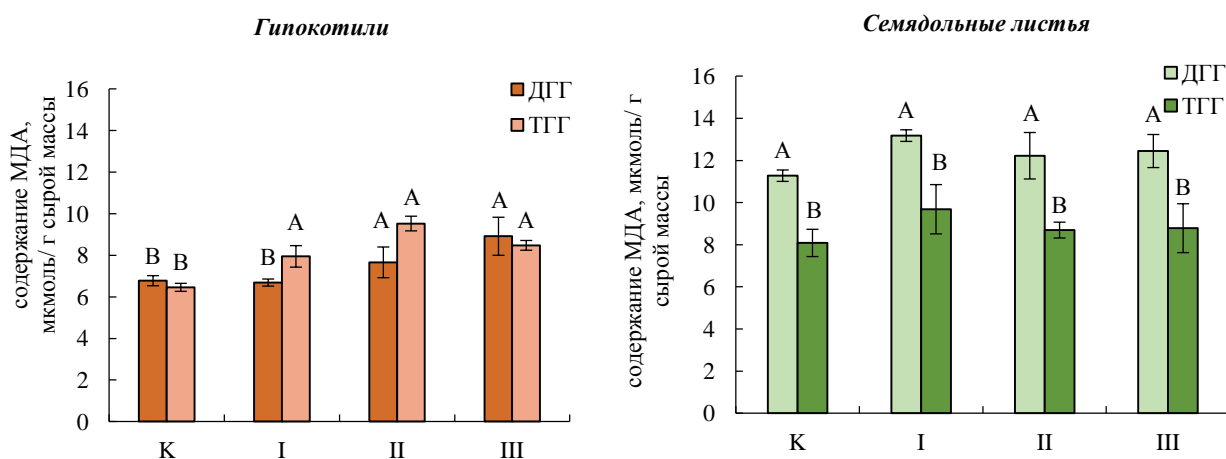 Гипокотили
содержание МДА,
мкмоль/ г сырой массы
16
14
12
10
8
6
4
2
0
ДГГ
ТГГ
B B
B A
A A
A A
K I II III
Семядольные листья
содержание МДА, мкмоль/ г
сырой массы
16
14
12
10
8
6
4
2
0
ДГГ
ТГГ
A B
A B
A B
A B
K I II III